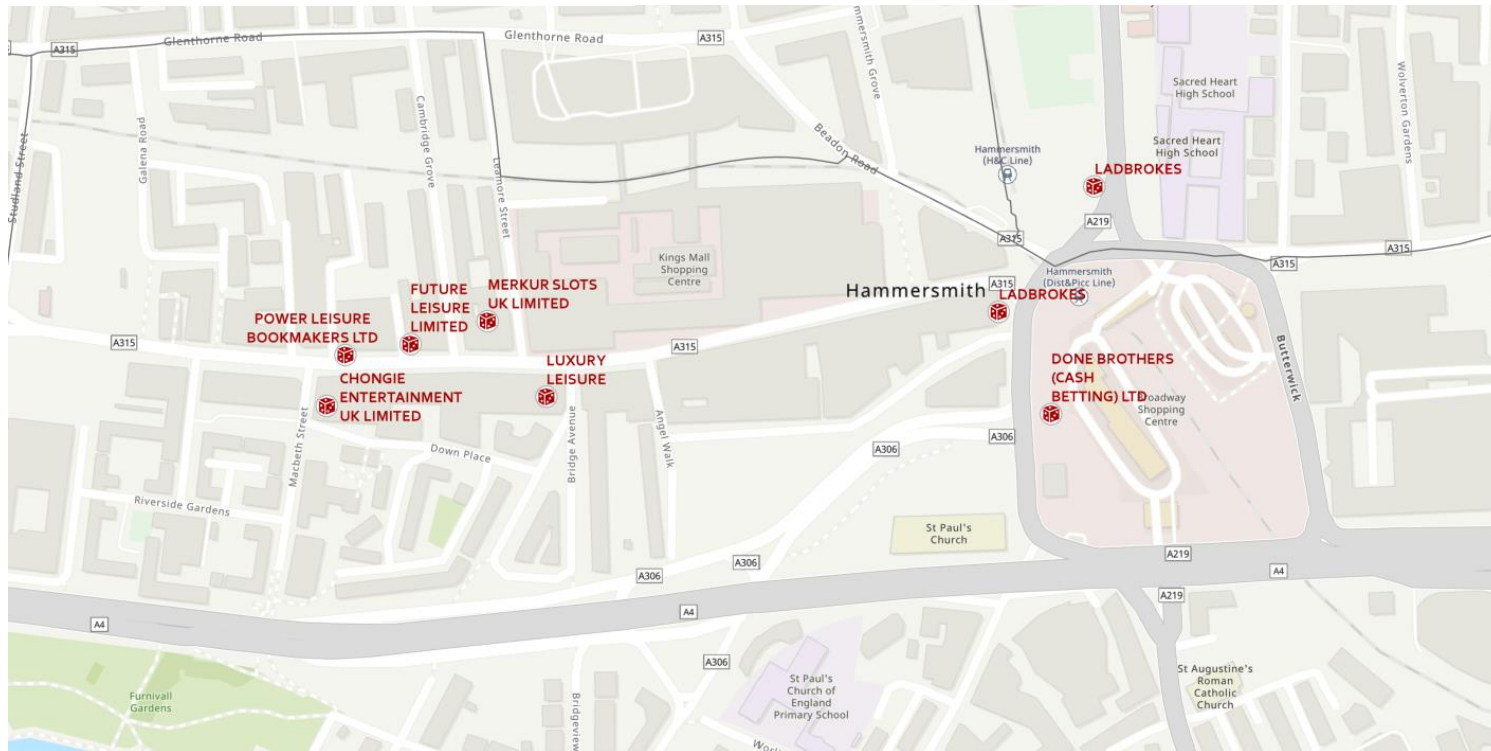 A315
Glenthorne Road
Glenthorne Road
A315
Hammersmith Grove
Studland Street
Galena Road
Cambridge Grove
Leamore Street
Beadon Road
Hammersmith
(H&C Line)
Sacred Heart
High School
Sacred Heart
High School
Wolverton Gardens
LADBROKES
A219
A315
A315
A315
Kings Mall
Shopping
Centre
Hammersmith
(Dist&Picc Line)
A315
Hammersmith
LADBROKES
MERKUR SLOTS
UK LIMITED
FUTURE
LEISURE
LIMITED
POWER LEISURE
BOOKMAKERS LTD
A315
A315
LUXURY
LEISURE
CHONGIE
ENTERTAINMENT
UK LIMITED
DONE BROTHERS
(CASH
BETTING) LTD
Broadway
Shopping
Centre
Butterwick
Macbeth Street
Down Place
Bridge Avenue
Angel Walk
A306
A306
Riverside Gardens
St Paul's
Church
A306
A306
A219
A4
A4
A4
A219
A306
Furnivall
Gardens
Bridgeview
St Paul's
Church of
England
Primary School
St Augustine's
Roman
Catholic
Church